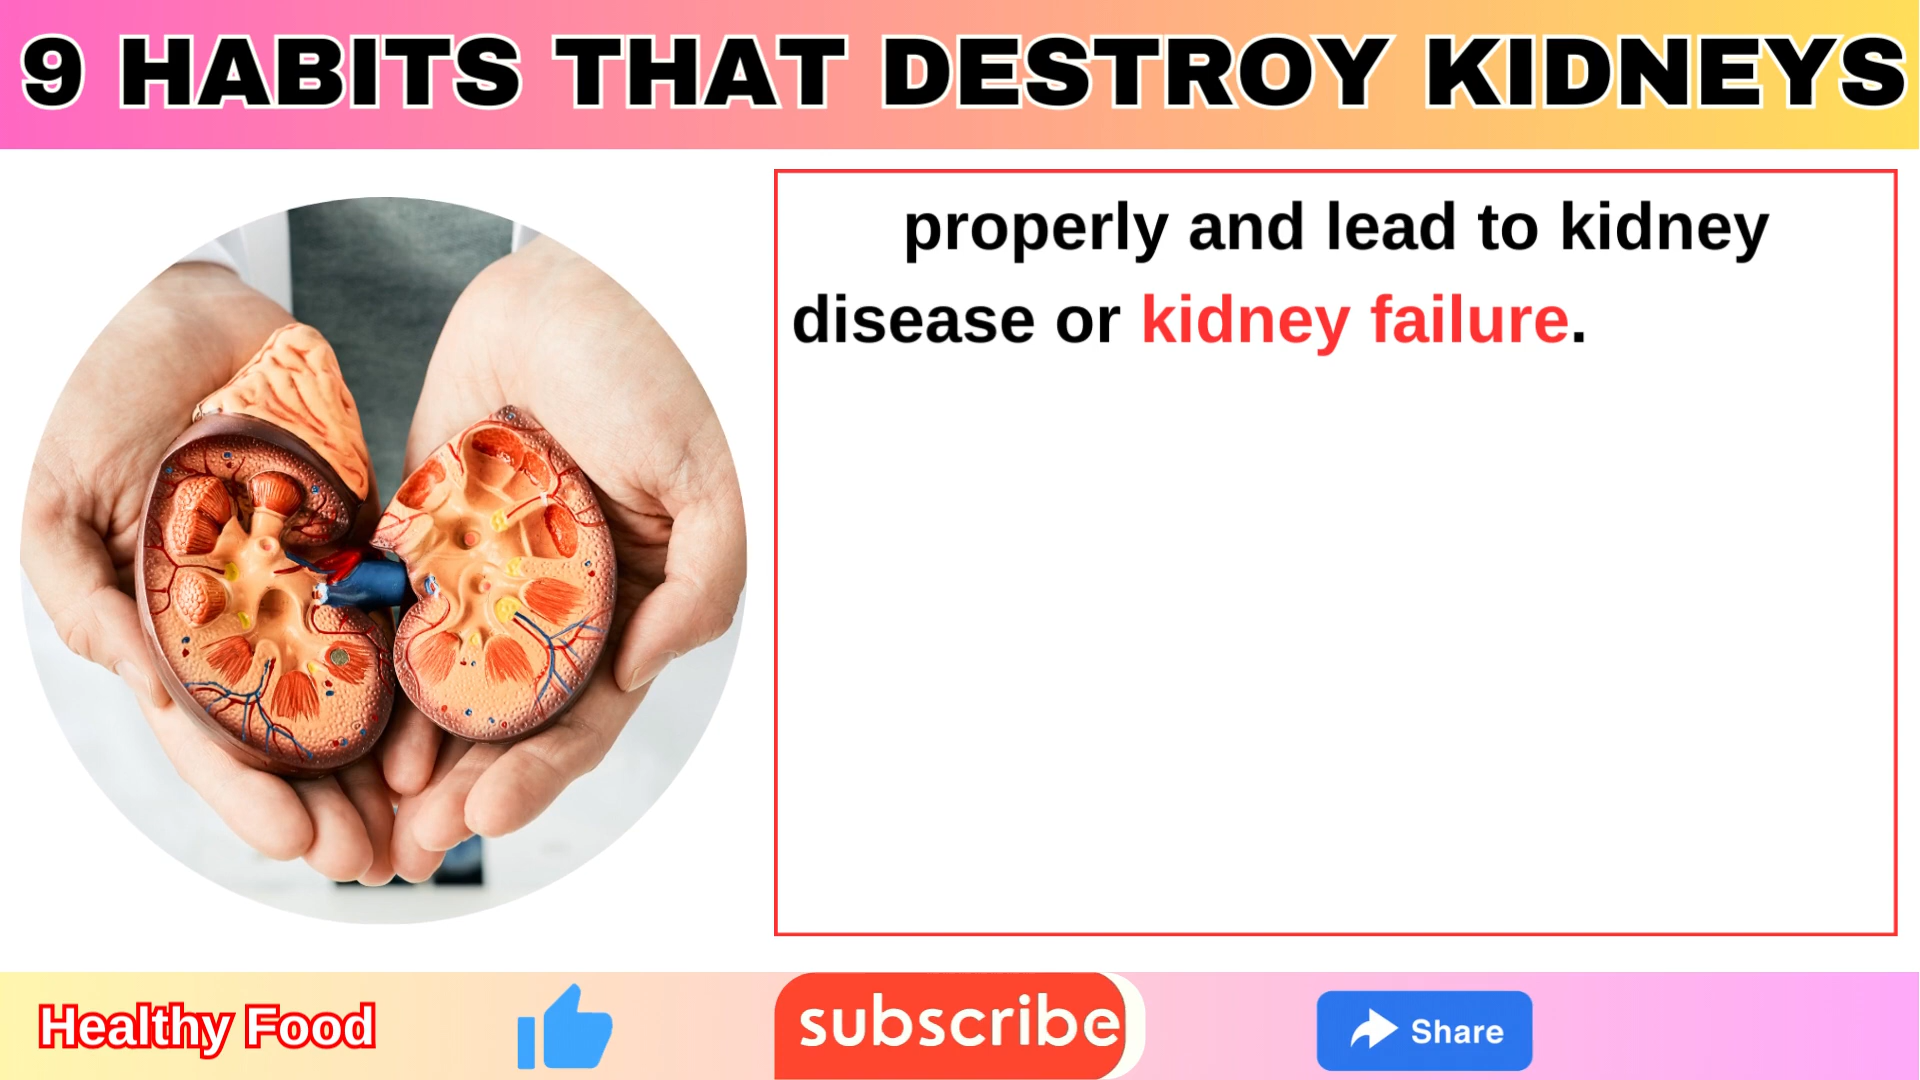 9 HABITS THAT DESTROY KIDNEYS
properly and lead to kidney
disease or kidney failure.
Healthy Food
subscribe
Share